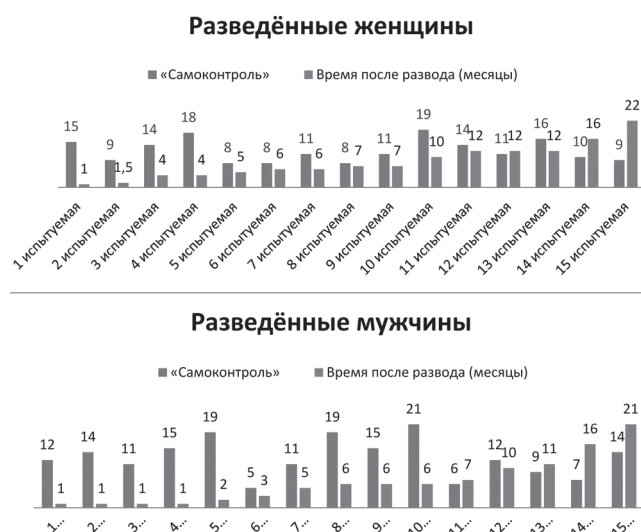 Разведённые женщины
«Самоконтроль» Время после развода (месяцы)
15 1 9 1,5 14 4 18 4 8 5 8 6 11 6 8 7 11 7 19 10 14 12 11 12 16 12 10 16 9 22
1 испытуемая
2 испытуемая
3 испытуемая
4 испытуемая
5 испытуемая
6 испытуемая
7 испытуемая
8 испытуемая
9 испытуемая
10 испытуемая
11 испытуемая
12 испытуемая
13 испытуемая
14 испытуемая
15 испытуемая
Разведённые мужчины
«Самоконтроль» Время после развода (месяцы)
12 1 14 1 11 1 15 1 19 2 5 3 11 5 19 6 15 6 21 6 6 7 12 10 9 11 7 16 14 21
1...
2...
3...
4...
5...
6...
7...
8...
9...
10...
11...
12...
13...
14...
15...